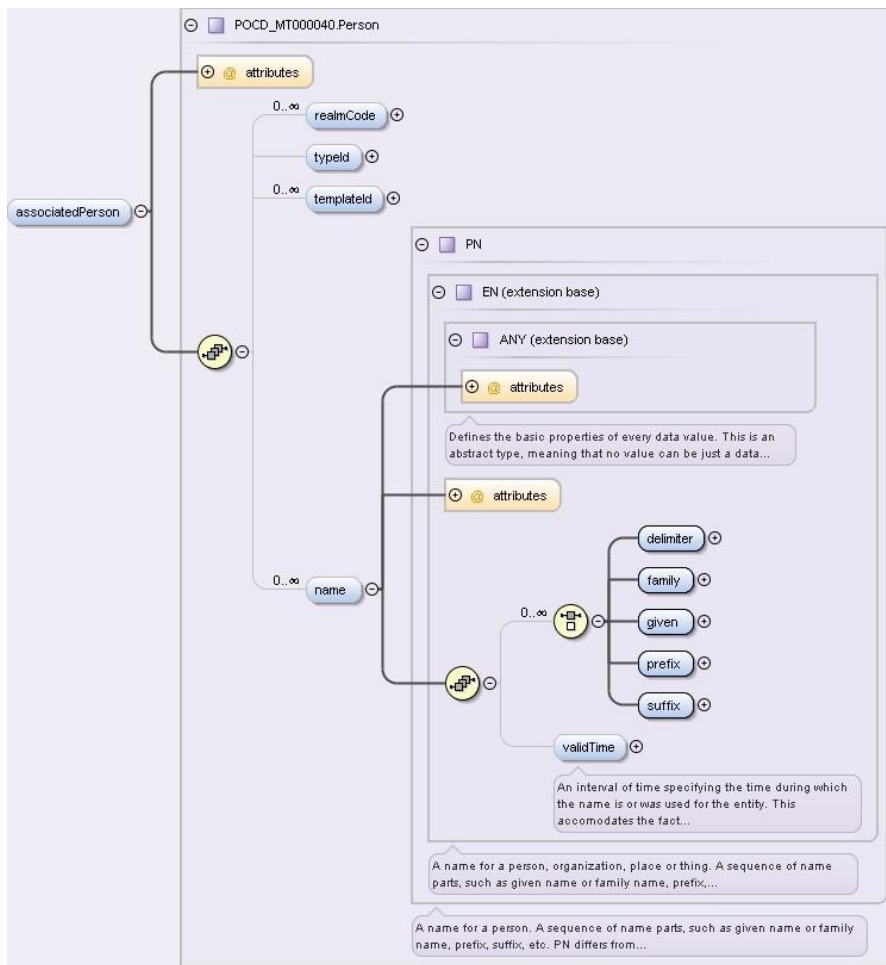 POCD_MT000040.Person
@ attributes
0..∞
realmCode
typeId
0..∞
templateId
associatedPerson
PN
EN (extension base)
ANY (extension base)
@ attributes
Defines the basic properties of every data value. This is an
abstract type, meaning that no value can be just a data...
@ attributes
delimiter
family
0..∞
given
prefix
suffix
0..∞
name
validTime
An interval of time specifying the time during which
the name is or was used for the entity. This
accomodates the fact...
A name for a person, organization, place or thing. A sequence of name
parts, such as given name or family name, prefix,...
A name for a person. A sequence of name parts, such as given name or family
name, prefix, suffix, etc. PN differs from...